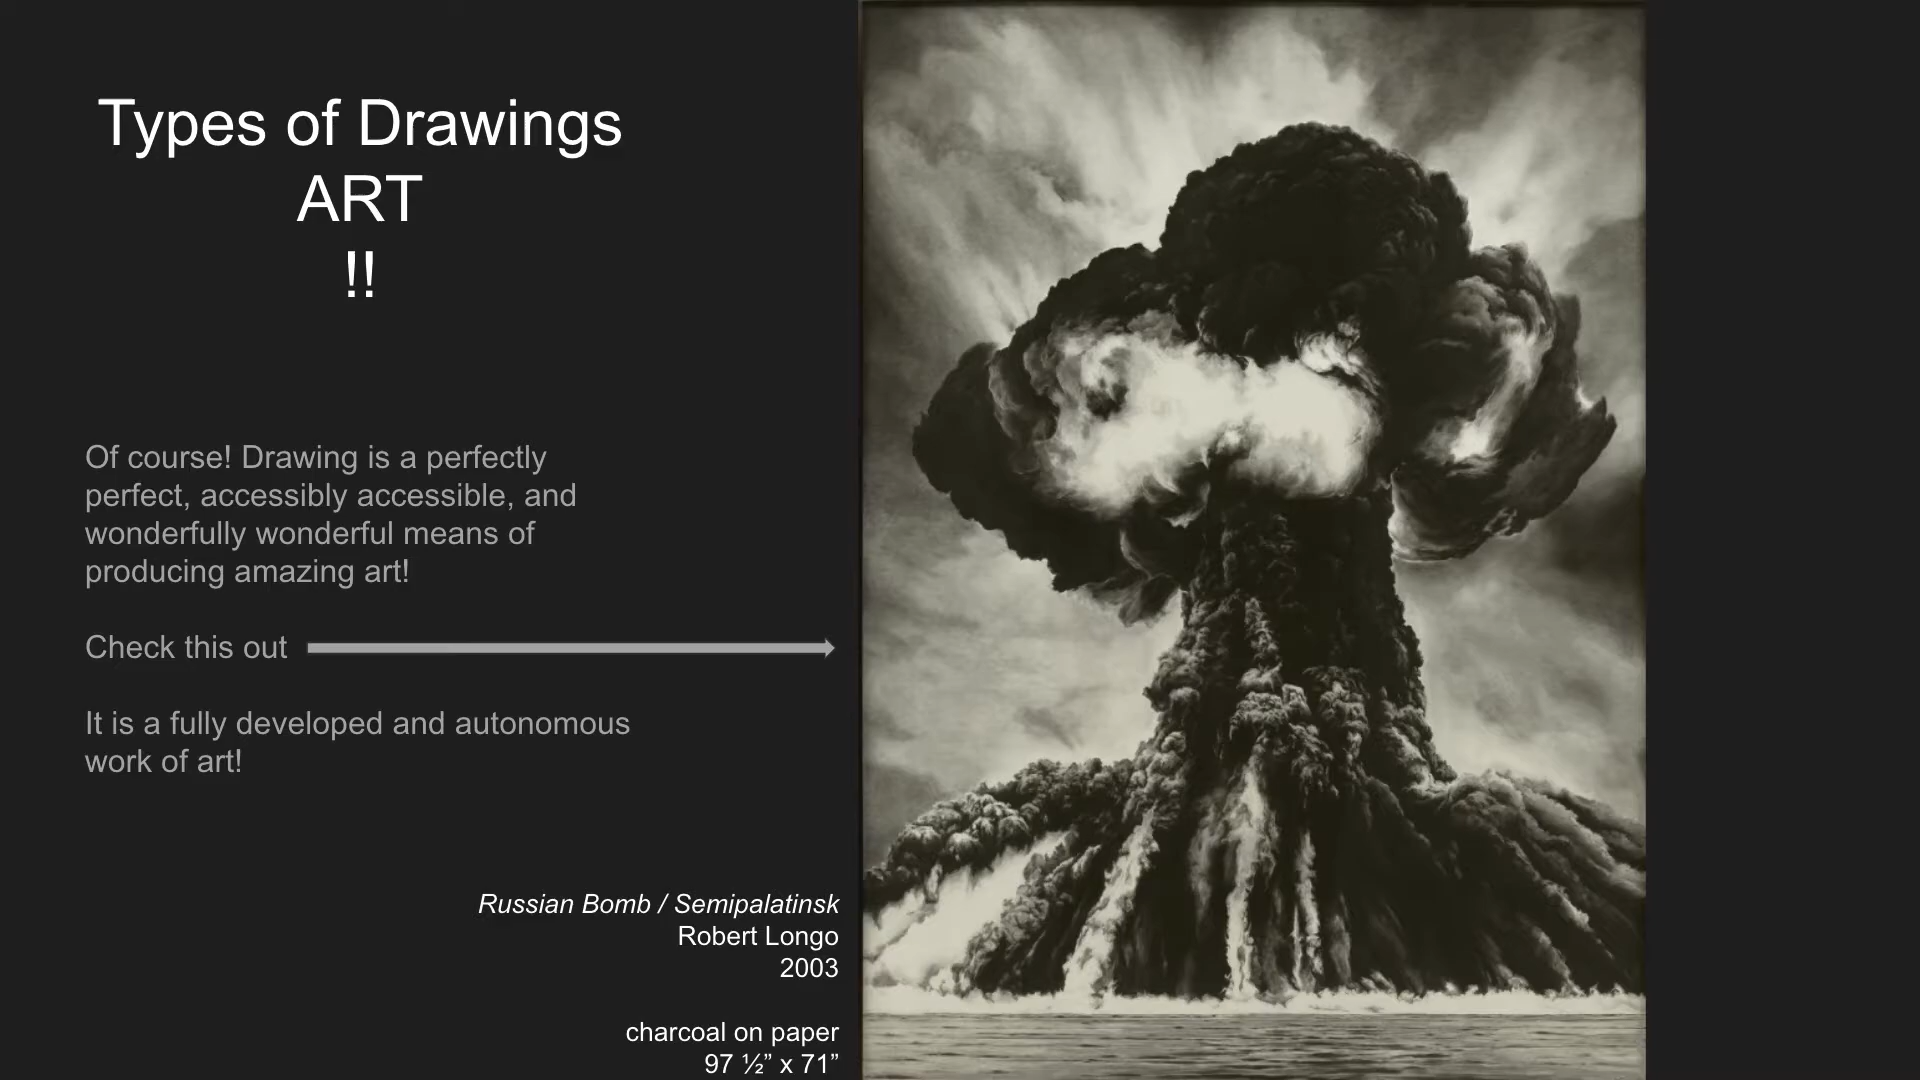 Types of Drawings
ART
!!
Of course! Drawing is a perfectly
perfect, accessibly accessible, and
wonderfully wonderful means of
producing amazing art!
Check this out
It is a fully developed and autonomous
work of art!
Russian Bomb / Semipalatinsk
Robert Longo
2003
charcoal on paper
97 ½” x 71”